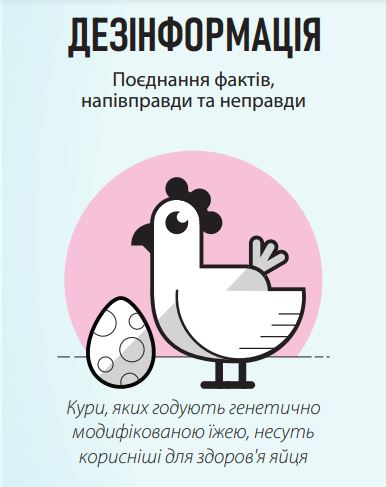 ДЕЗІНФОРМАЦІЯ
Поєднання фактів,
напівправди та неправди
Кури, яких годують генетично
модифікованою їжею, несуть
корисніші для здоров'я яйця